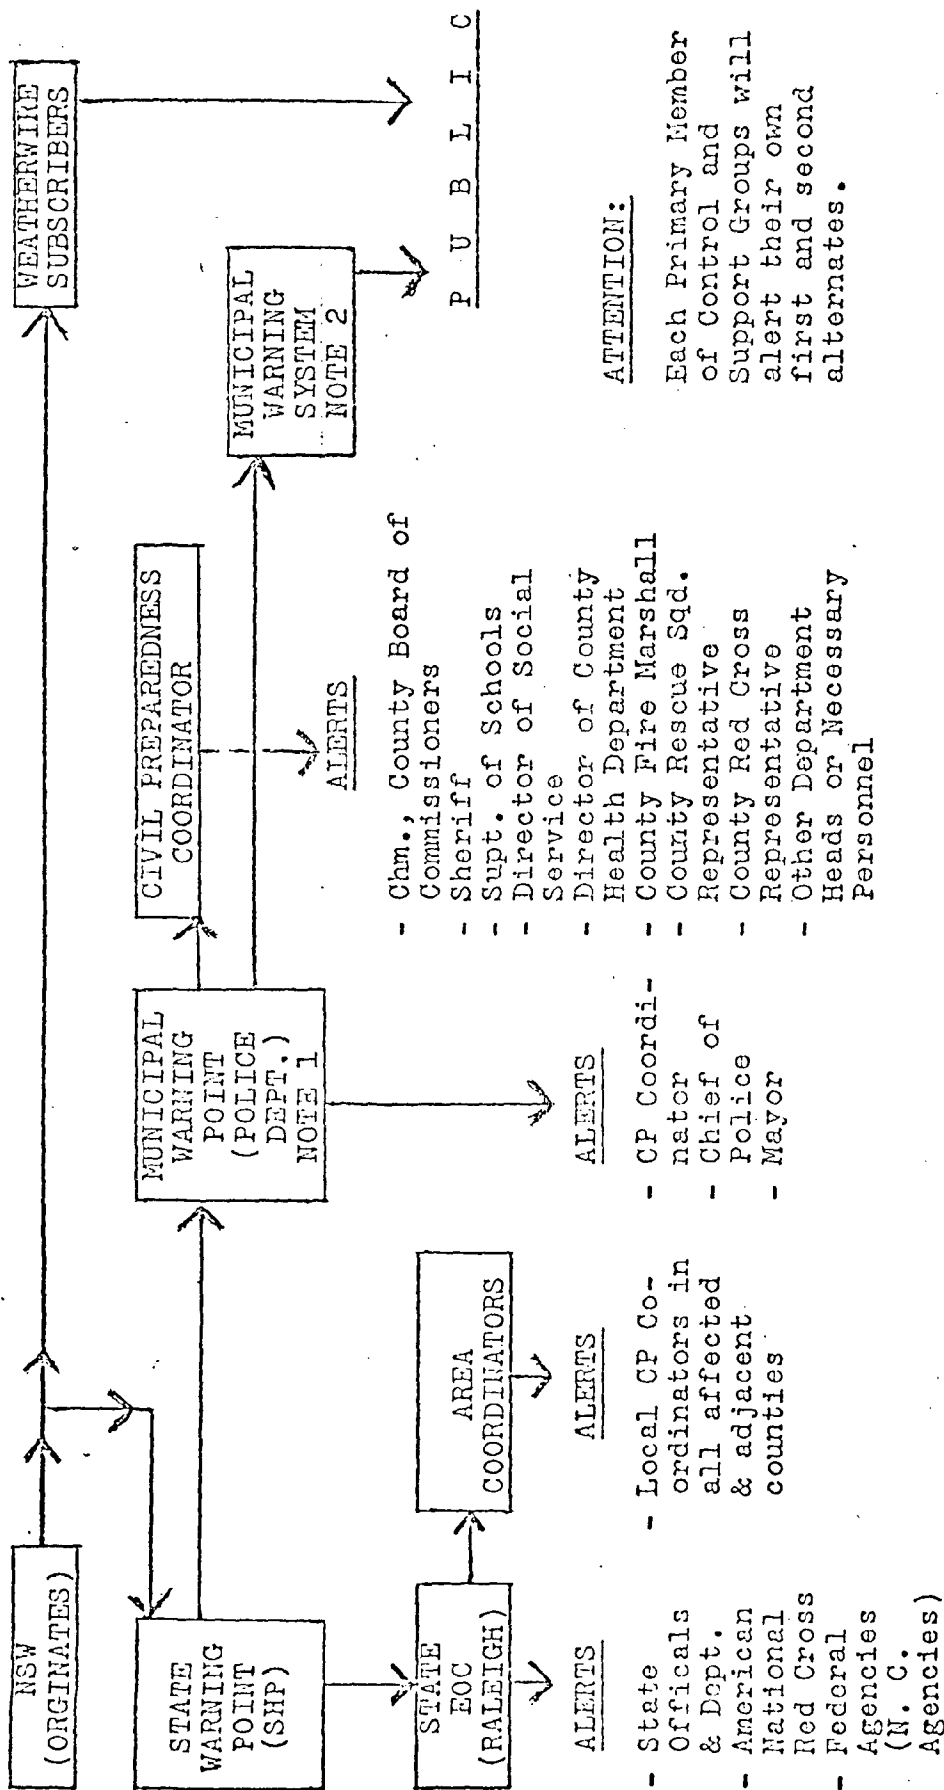 NSW
(ORGINATES)
WEATHERWIRE
SUBSCRIBERS
STATE
WARNING
POINT
(SHP)
MUNICIPAL
WARNING
POINT
(POLICE
DEPT.)
NOTE 1
CIVIL PREPAREDNESS
COORDINATOR
MUNICIPAL
WARNING
SYSTEM
NOTE 2
P U B L I C
STATE
EOC
(RALEIGH)
AREA
COORDINATORS
ALERTS
- State
Officals
& Dept.
- American
National
Red Cross
- Federal
Agencies
(N. C.
Agencies)
ALERTS
- Local CP Co-
ordinators in
all affected
& adjacent
counties
ALERTS
- CP Coordi-
nator
- Chief of
Police
- Mayor
ALERTS
- Chm., County Board of
Commissioners
- Sheriff
- Supt. of Schools
- Director of Social
Service
- Director of County
Health Department
- County Fire Marshall
- County Rescue Sqd.
Representative
- County Red Cross
Representative
- Other Department
Heads or Necessary
Personnel
ATTENTION:
Each Primary Member
of Control and
Support Groups will
alert their own
first and second
alternates.